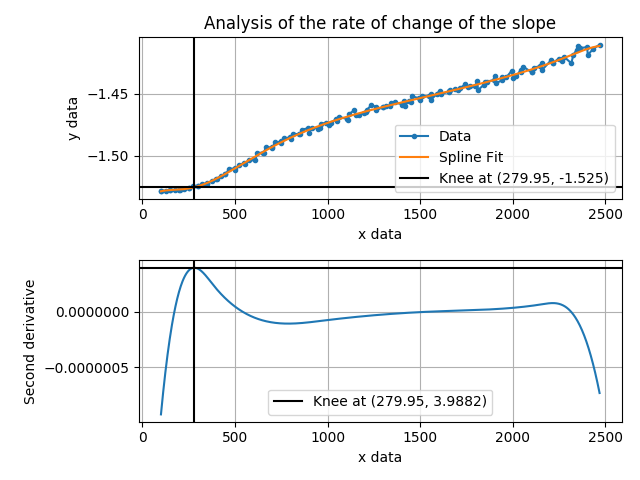 Analysis of the rate of change of the slope
y data
−1.45
−1.50
Data
Spline Fit
Knee at (279.95, -1.525)
0 500 1000 1500 2000 2500
x data
Second derivative
0.0000000
−0.0000005
Knee at (279.95, 3.9882)
0 500 1000 1500 2000 2500
x data